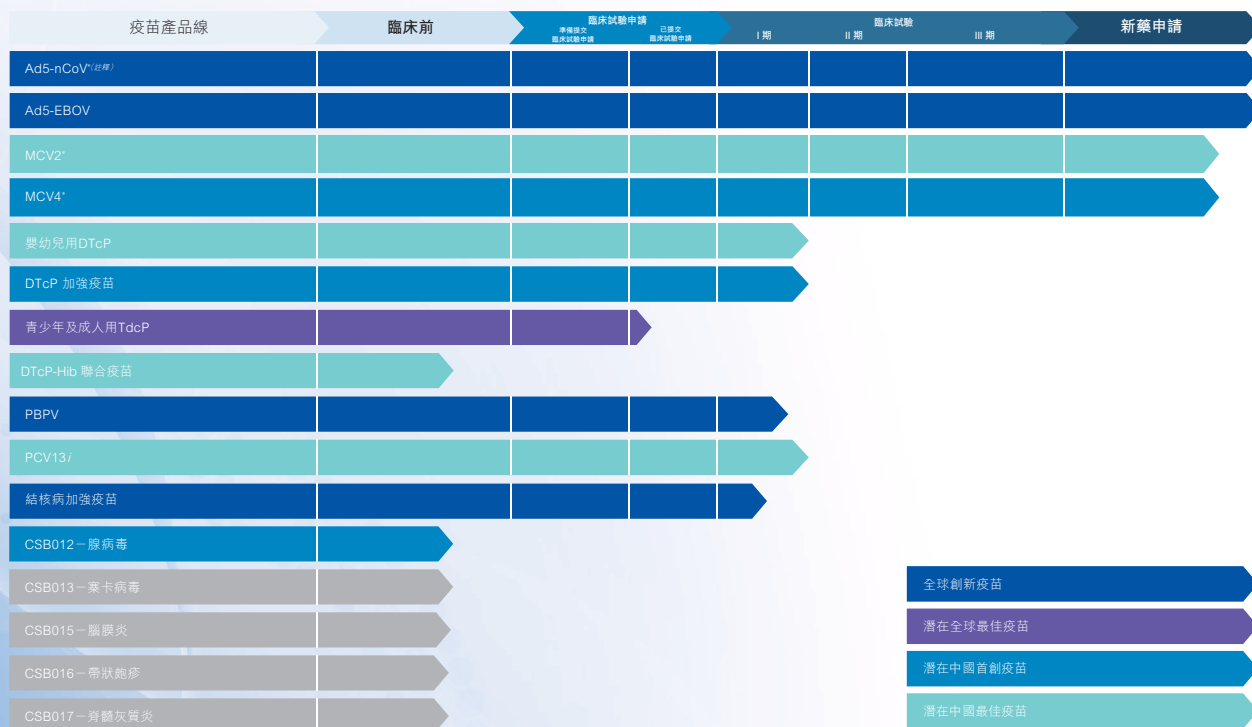 疫苗產品線
臨床前
臨床試驗申請
準備提交
臨床試驗申請
已提交
臨床試驗申請
臨床試驗
I 期
II 期
III 期
新藥申請
Ad5-nCoV*(註釋)
Ad5-EBOV
MCV2*
MCV4*
嬰幼兒用DTcP
DTcP 加強疫苗
青少年及成人用TdcP
DTcP-Hib 聯合疫苗
PBPV
PCV13i
結核病加強疫苗
CSB012－腺病毒
CSB013－寨卡病毒
CSB015－腦膜炎
CSB016－帶狀皰疹
CSB017－脊髓灰質炎
全球創新疫苗
潛在全球最佳疫苗
潛在中國首創疫苗
潛在中國最佳疫苗